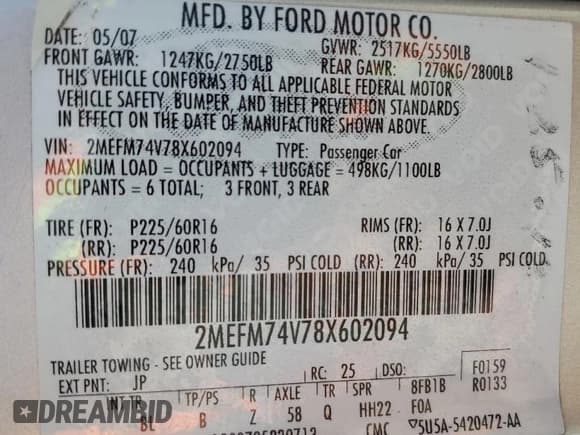 MFD. BY FORD MOTOR CO.
DATE: 05/07 GVWR: 2517KG/5550LB
FRONT GAWR: 1247KG/2750LB REAR GAWR: 1270KG/2800LB
THIS VEHICLE CONFORMS TO ALL APPLICABLE FEDERAL MOTOR
VEHICLE SAFETY, BUMPER, AND THEFT PREVENTION STANDARDS
IN EFFECT ON THE DATE OF MANUFACTURE SHOWN ABOVE.
VIN: 2MEFM74V78X602094 TYPE: Passenger Car
MAXIMUM LOAD = OCCUPANTS + LUGGAGE = 498KG/1100LB
OCCUPANTS = 6 TOTAL; 3 FRONT, 3 REAR
TIRE (FR): P225/60R16 RIMS (FR): 16 X 7.0J
(RR): P225/60R16 (RR): 16 X 7.0J
PRESSURE (FR): 240 kPa/ 35 PSI COLD (RR): 240 kPa/ 35 PSI COLD
2MEFM74V78X602094
TRAILER TOWING - SEE OWNER GUIDE
EXT PNT: JP RC: 25 DSO: F0159
R0133
INT TR TP/PS R AXLE TR SPR 8FB1B
BL B Z 58 Q HH22 FOA
CMC 5U5A-5420472-AA
DREAMBID